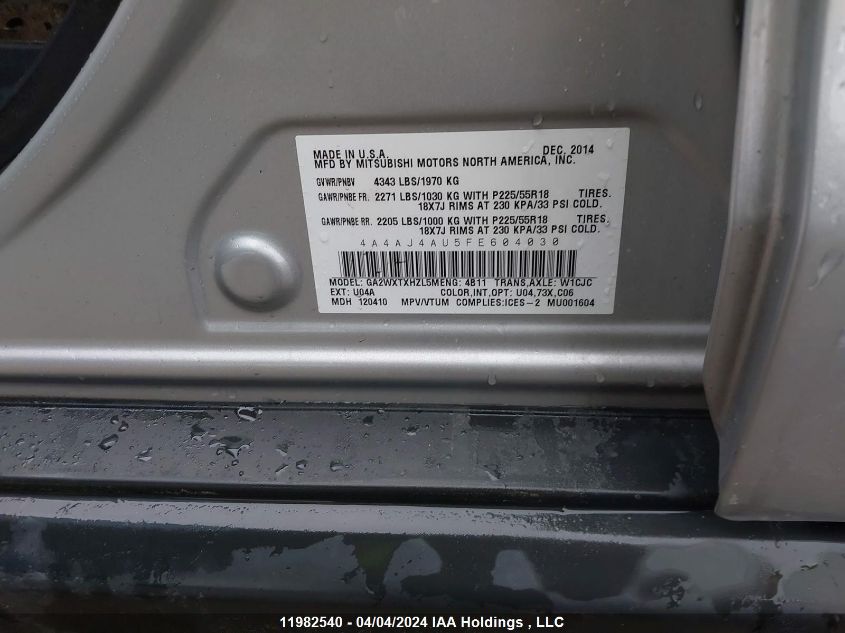 MADE IN U.S.A. DEC. 2014
MFD BY MITSUBISHI MOTORS NORTH AMERICA, INC.
GVWR/PNBV 4343 LBS/1970 KG
GAWR/PNBE FR. 2271 LBS/1030 KG WITH P225/55R18 TIRES.
18X7J RIMS AT 230 KPA/33 PSI COLD.
GAWR/PNBE RR. 2205 LBS/1000 KG WITH P225/55R18 TIRES.
18X7J RIMS AT 230 KPA/33 PSI COLD.
4A4AJ4AU5FE604030
MODEL: GA2WXTXHZL5M ENG: 4B11 TRANS,AXLE: W1CJC
EXT: U04A COLOR,INT,OPT: U04,73X,C06
MDH 120410 MPV/VTUM COMPLIES:ICES-2 MU001604
11982540 - 04/04/2024 IAA Holdings , LLC